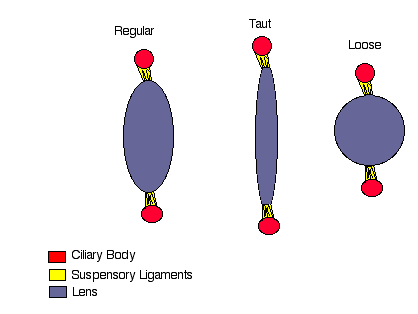 Regular
Taut
Loose
Ciliary Body
Suspensory Ligaments
Lens